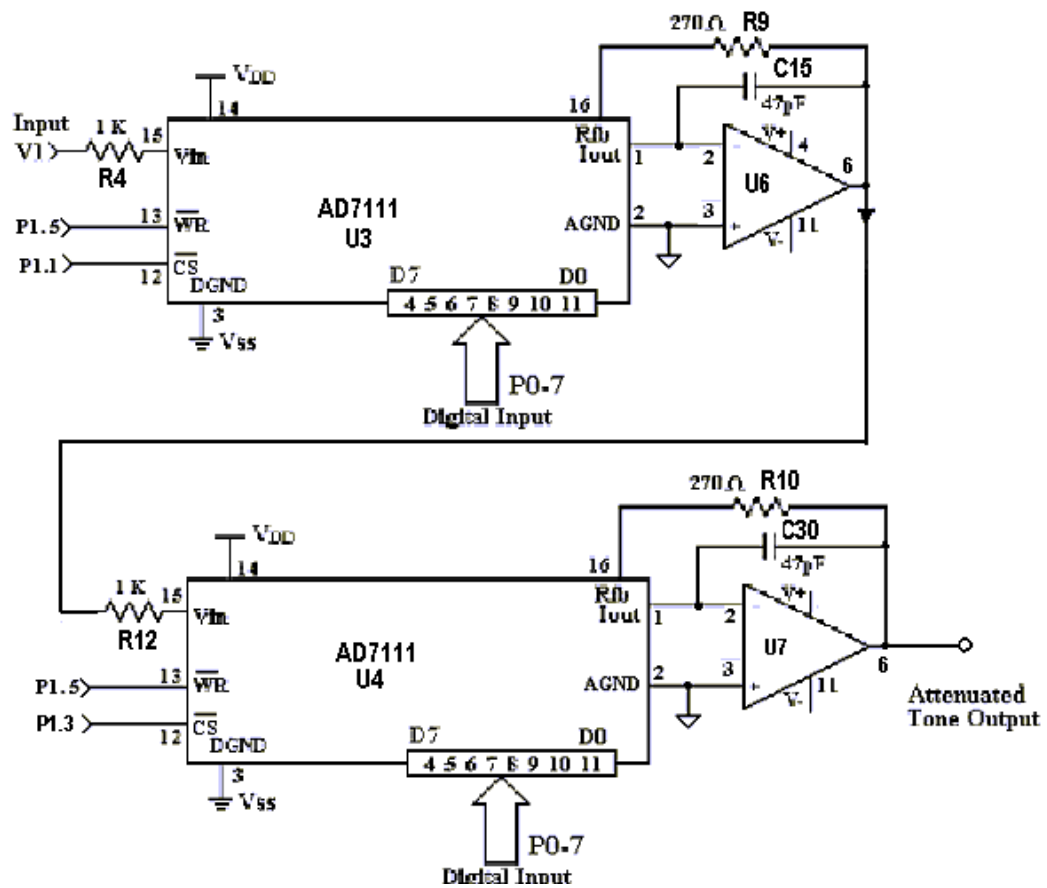 270 Ω R9
C15
47pF
VDD
14
16
Input
V1
1 K
15
R4
Vin
Rfb
Iout
1
2
V+
4
6
U6
AD7111
U3
P1.5
13
WR
AGND
2
3
V-
11
P1.1
12
CS
DGND
D7 D0
4 5 6 7 8 9 10 11
3
Vss
P0-7
Digital Input
270 Ω R10
C30
47pF
VDD
14
16
1 K
15
R12
Vin
Rfb
Iout
1
2
V+
U7
6
AD7111
U4
P1.5
13
WR
AGND
2
3
V-
11
Attenuated
Tone Output
P1.3
12
CS
DGND
D7 D0
4 5 6 7 8 9 10 11
3
Vss
P0-7
Digital Input